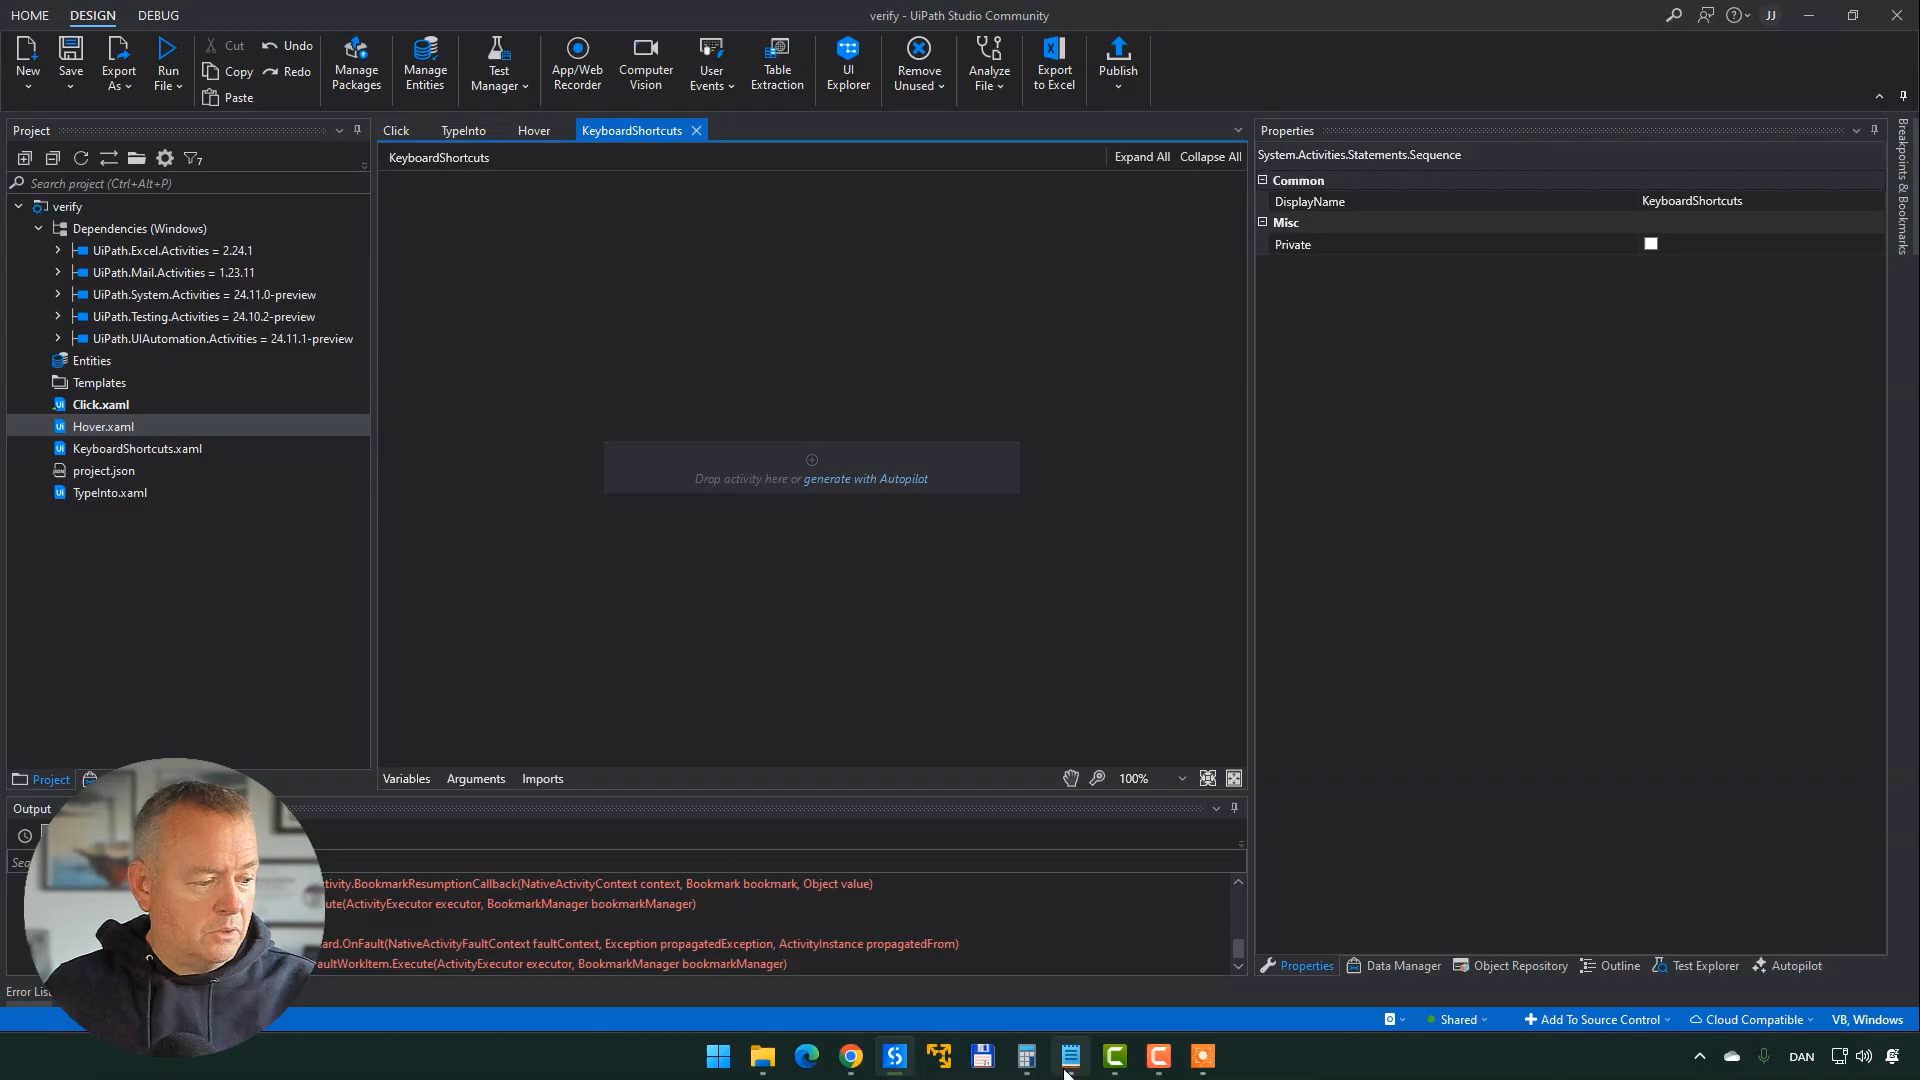 HOME DESIGN DEBUG
verify - UiPath Studio Community
JJ
New Save Export As Run File
Cut Undo
Copy Redo
Paste
Manage Packages
Manage Entities
Test Manager
App/Web Recorder
Computer Vision
User Events
Table Extraction
UI Explorer
Remove Unused
Analyze File
Export to Excel
Publish
Project
Search project (Ctrl+Alt+P)
verify
Dependencies (Windows)
UiPath.Excel.Activities = 2.24.1
UiPath.Mail.Activities = 1.23.11
UiPath.System.Activities = 24.11.0-preview
UiPath.Testing.Activities = 24.10.2-preview
UiPath.UIAutomation.Activities = 24.11.1-preview
Entities
Templates
Click.xaml
Hover.xaml
KeyboardShortcuts.xaml
project.json
TypeInto.xaml
Project
Click TypeInto Hover KeyboardShortcuts
KeyboardShortcuts Expand All Collapse All
Drop activity here or generate with Autopilot
Variables Arguments Imports 100%
Properties
System.Activities.Statements.Sequence
Common
DisplayName KeyboardShortcuts
Misc
Private
Breakpoints & Bookmarks
Output
tivity.BookmarkResumptionCallback(NativeActivityContext context, Bookmark bookmark, Object value)
ute(ActivityExecutor executor, BookmarkManager bookmarkManager)
ard.OnFault(NativeActivityFaultContext faultContext, Exception propagatedException, ActivityInstance propagatedFrom)
aultWorkItem.Execute(ActivityExecutor executor, BookmarkManager bookmarkManager)
Error Lis
Properties Data Manager Object Repository Outline Test Explorer Autopilot
Shared Add To Source Control Cloud Compatible VB, Windows
DAN